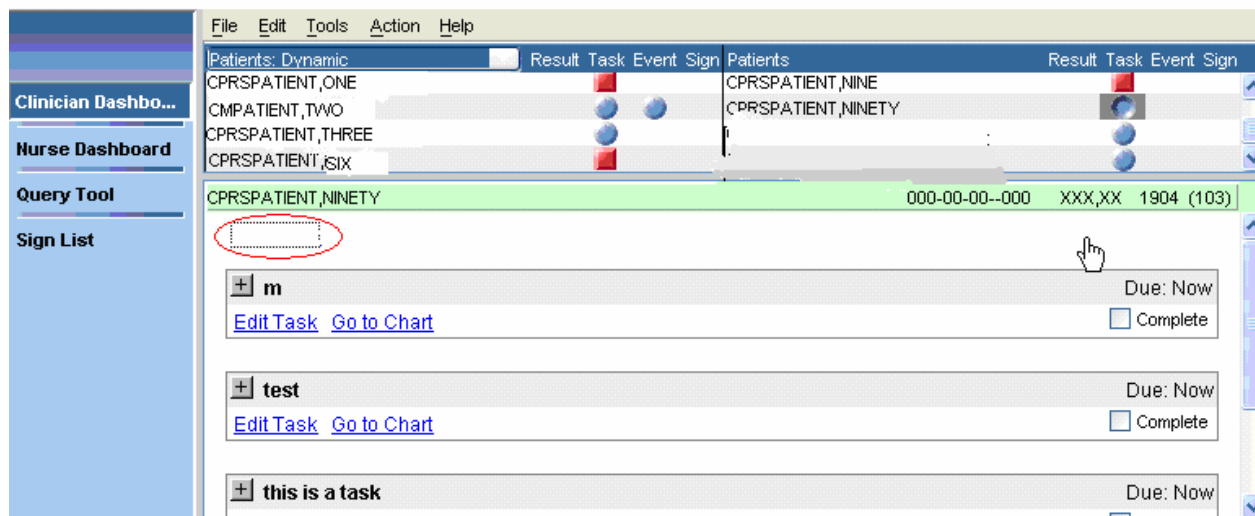 File Edit Tools Action Help
Patients: Dynamic Result Task Event Sign Patients Result Task Event Sign
CPRSPATIENT,ONE CPRSPATIENT,NINE
CMPATIENT,TWO CPRSPATIENT,NINETY
CPRSPATIENT,THREE
CPRSPATIENT,SIX
Clinician Dashbo...
Nurse Dashboard
Query Tool
Sign List
CPRSPATIENT,NINETY 000-00-00--000 XXX,XX 1904 (103)
m Due: Now
Edit Task Go to Chart Complete
test Due: Now
Edit Task Go to Chart Complete
this is a task Due: Now